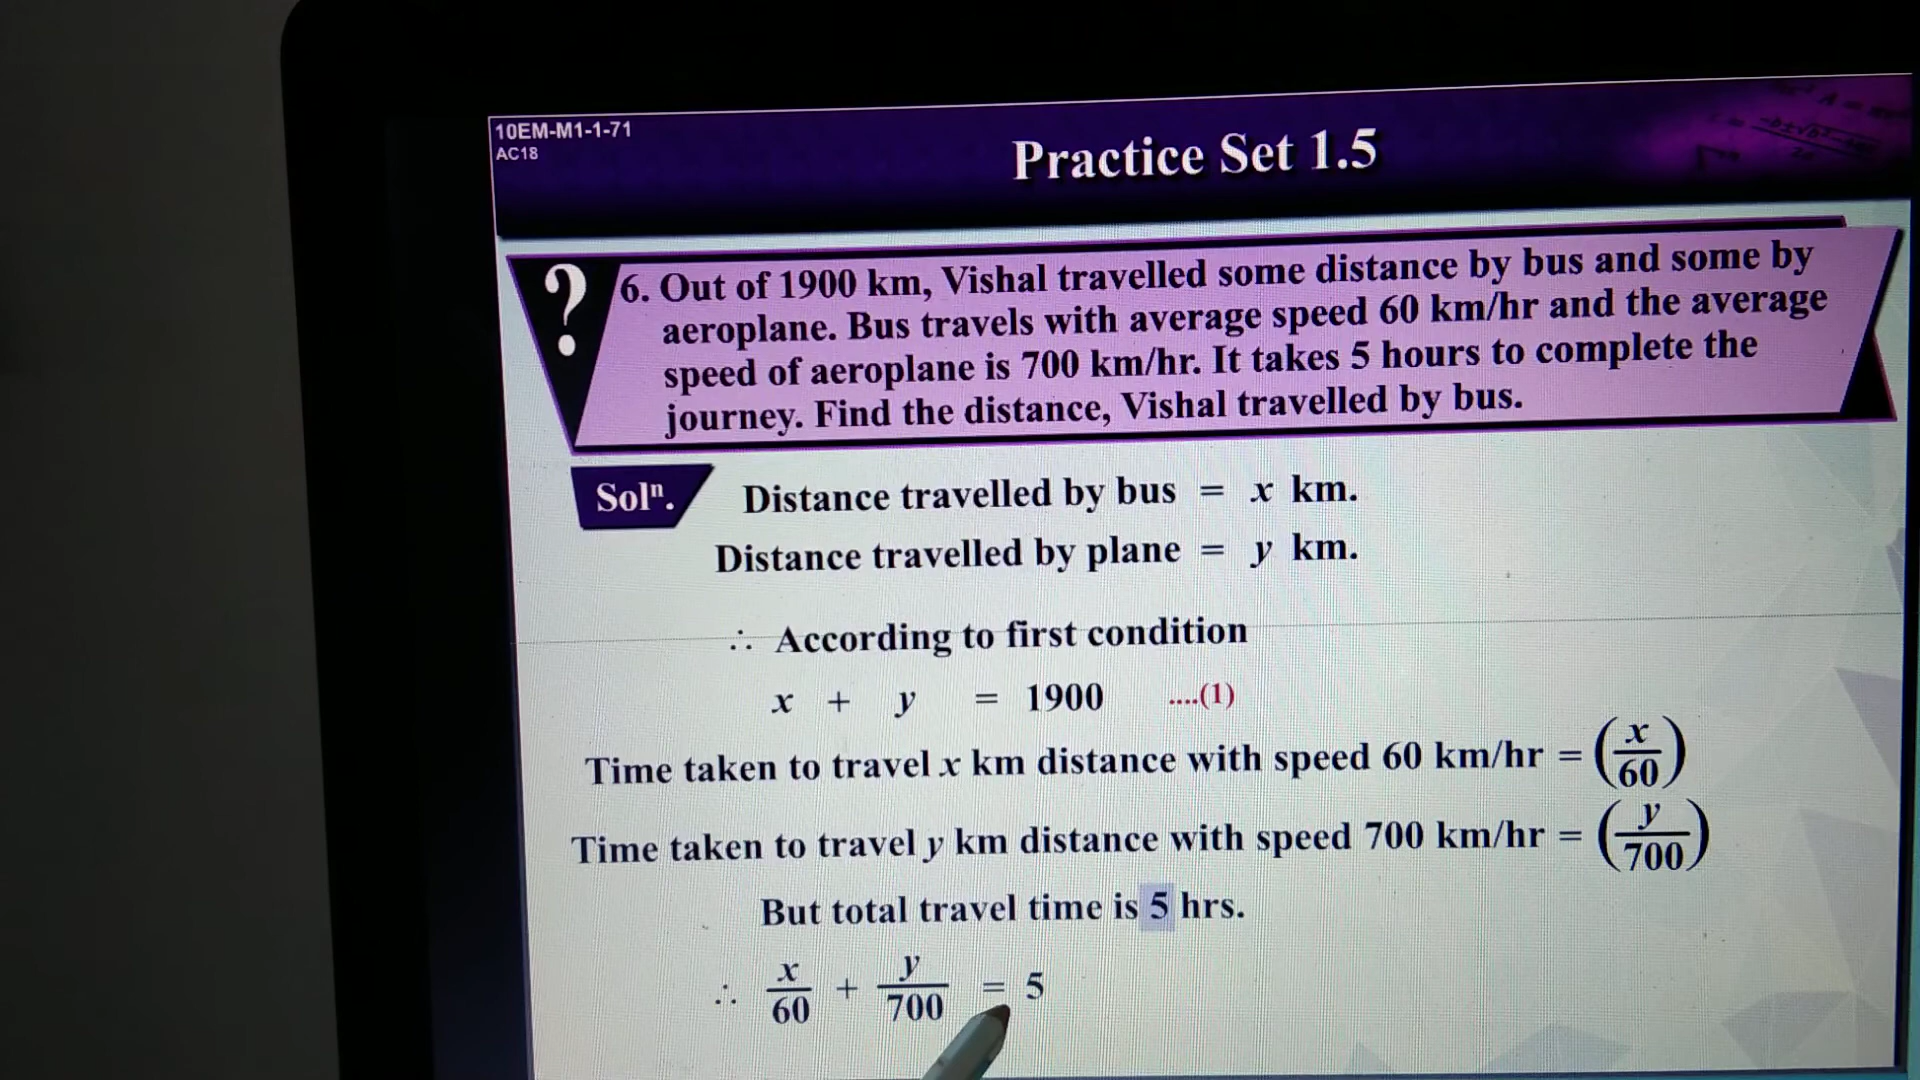 10EM-M1-1-71
AC18
Practice Set 1.5
?
6. Out of 1900 km, Vishal travelled some distance by bus and some by
aeroplane. Bus travels with average speed 60 km/hr and the average
speed of aeroplane is 700 km/hr. It takes 5 hours to complete the
journey. Find the distance, Vishal travelled by bus.
Solⁿ.
Distance travelled by bus = x km.
Distance travelled by plane = y km.
∴ According to first condition
x + y = 1900 ....(1)
Time taken to travel x km distance with speed 60 km/hr = (x/60)
Time taken to travel y km distance with speed 700 km/hr = (y/700)
But total travel time is 5 hrs.
∴ x/60 + y/700 = 5